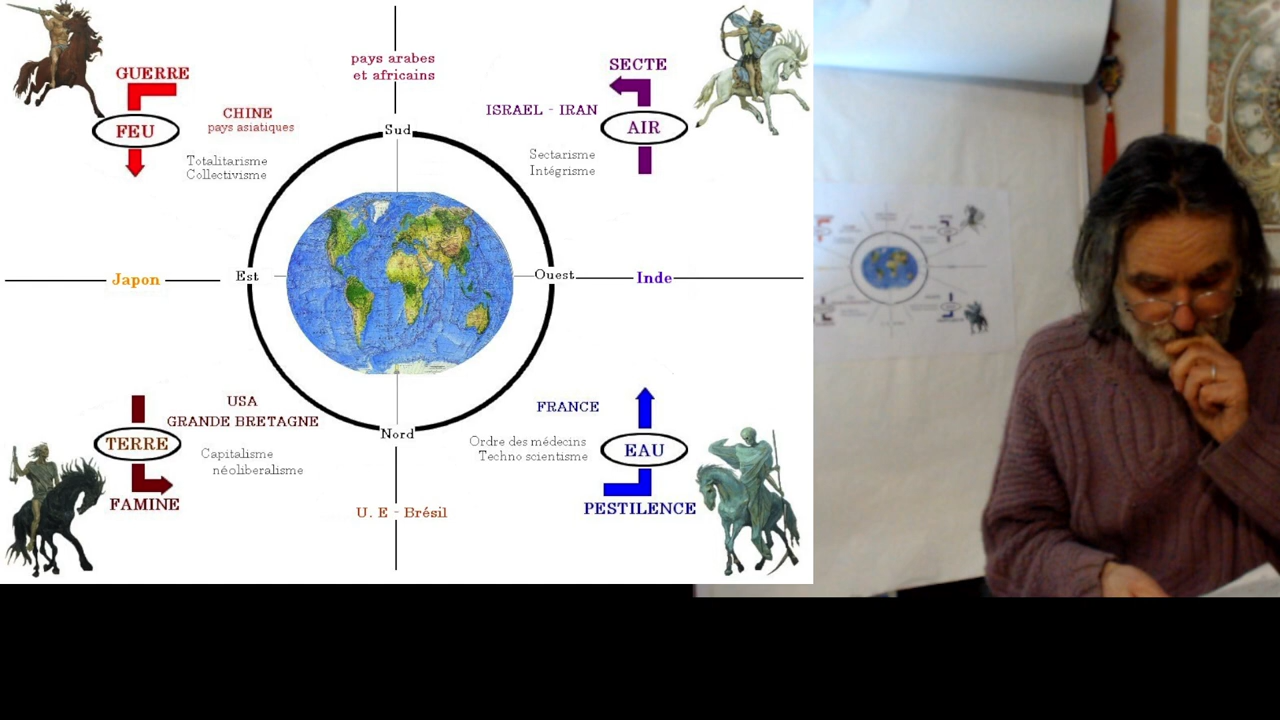 GUERRE
FEU
CHINE
pays asiatiques
Totalitarisme
Collectivisme
pays arabes
et africains
Sud
SECTE
ISRAEL - IRAN
AIR
Sectarisme
Intégrisme
Japon
Est
Ouest
Inde
USA
GRANDE BRETAGNE
TERRE
Capitalisme
néoliberalisme
FAMINE
Nord
U. E - Brésil
FRANCE
Ordre des médecins
Techno scientisme
EAU
PESTILENCE